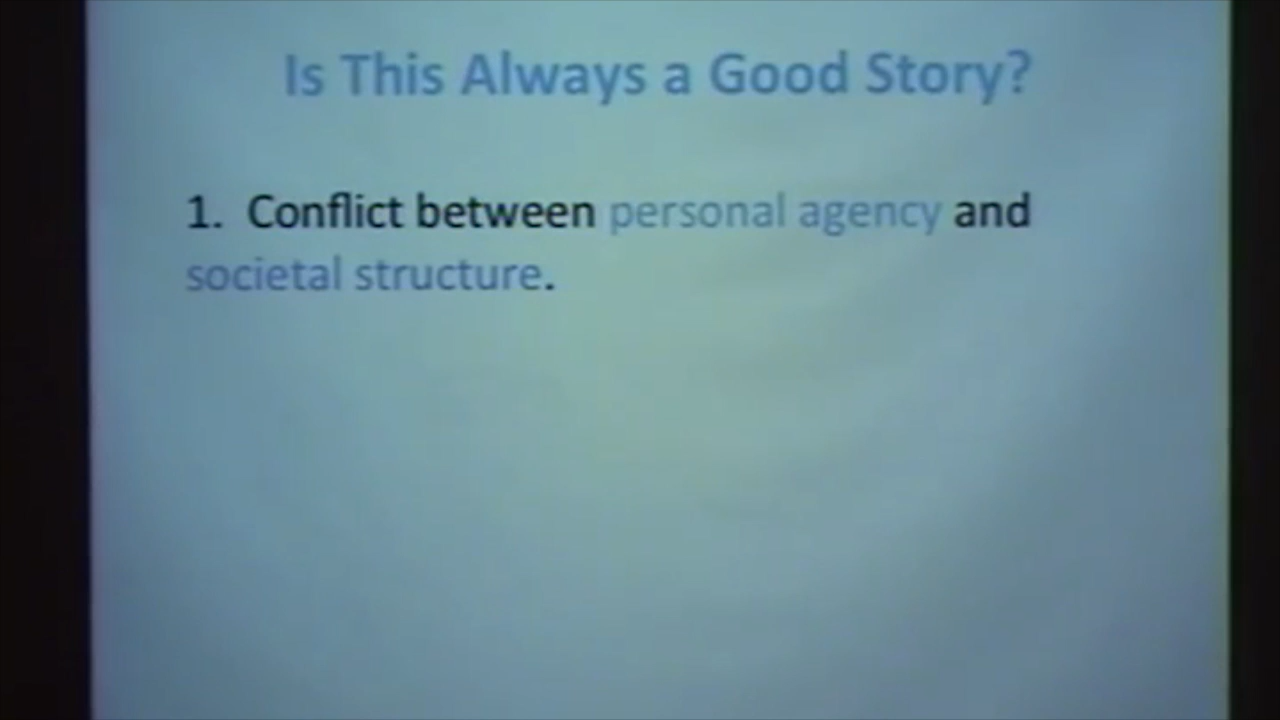 Is This Always a Good Story?
1. Conflict between personal agency and
societal structure.